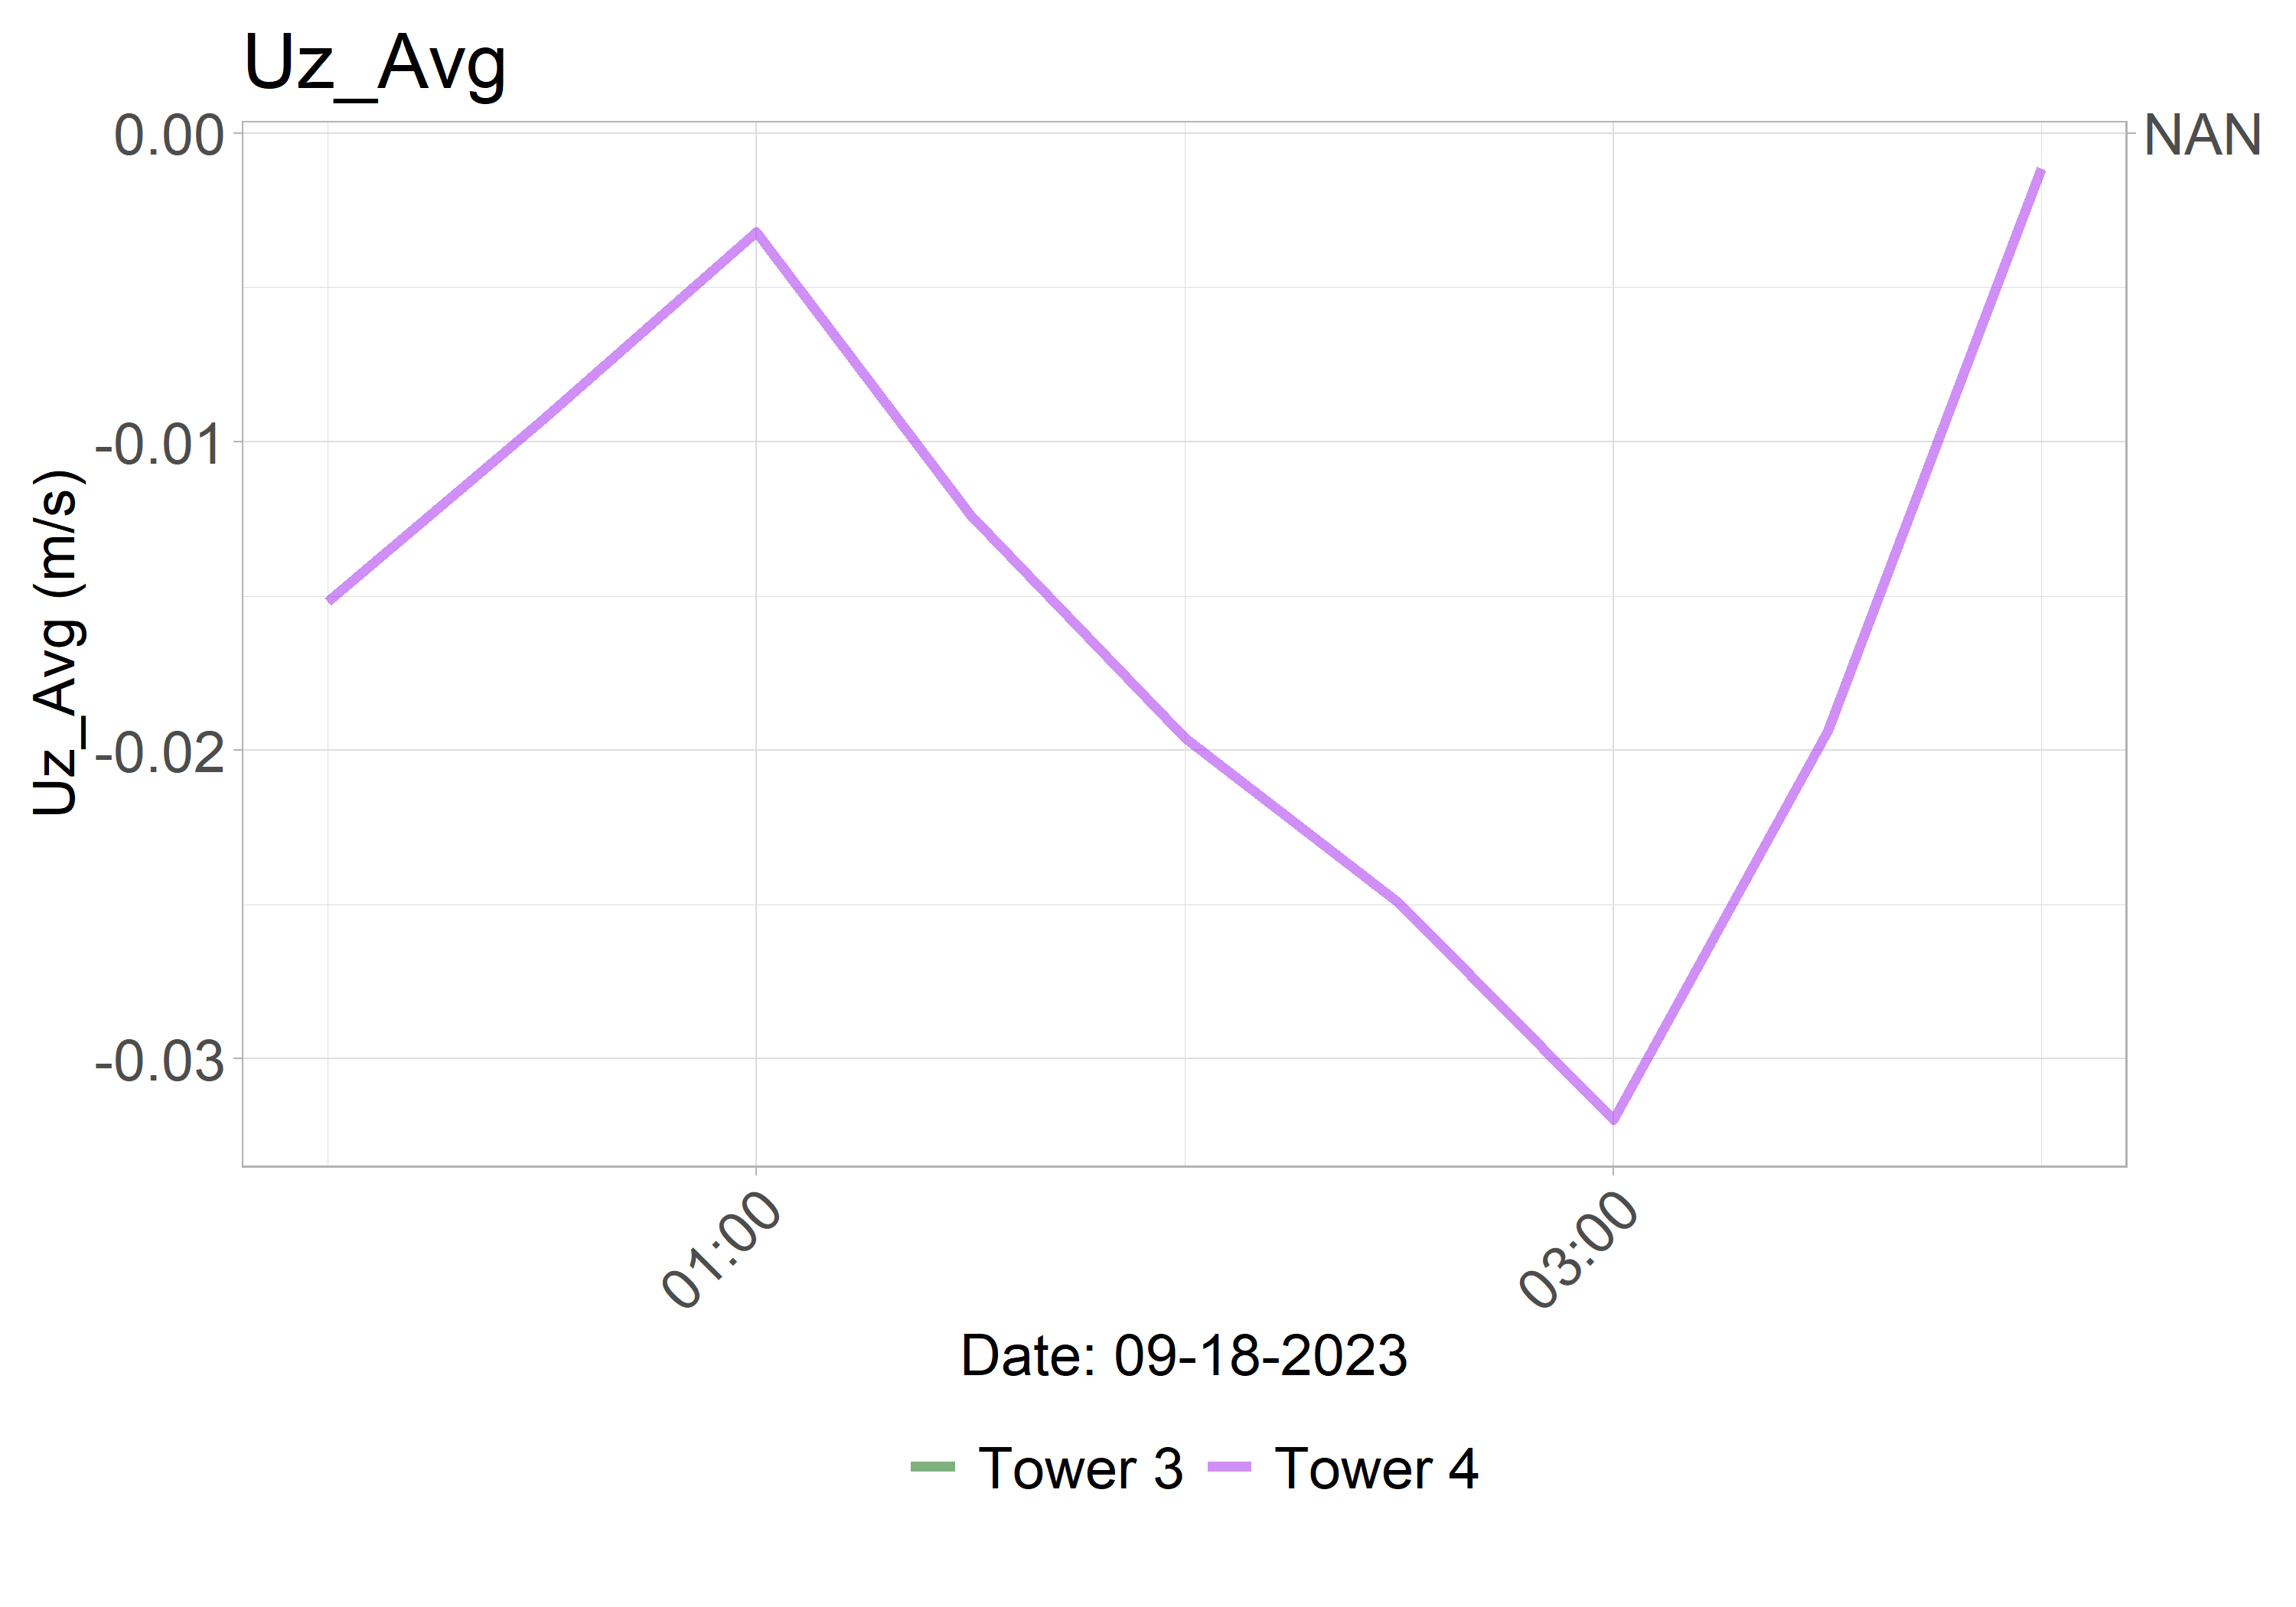 Uz_Avg
0.00
NAN
-0.01
-0.02
-0.03
Uz_Avg (m/s)
01:00
03:00
Date: 09-18-2023
Tower 3 Tower 4